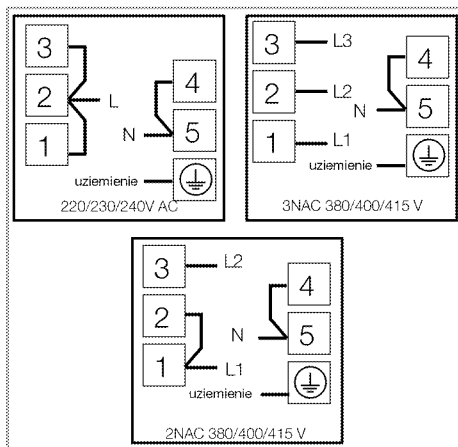 3
2 L
1
4
N 5
uziemienie
220/230/240V AC
3 L3
2 L2
1 L1
4
N 5
uziemienie
3NAC 380/400/415 V
3 L2
2
1 L1
4
N 5
uziemienie
2NAC 380/400/415 V